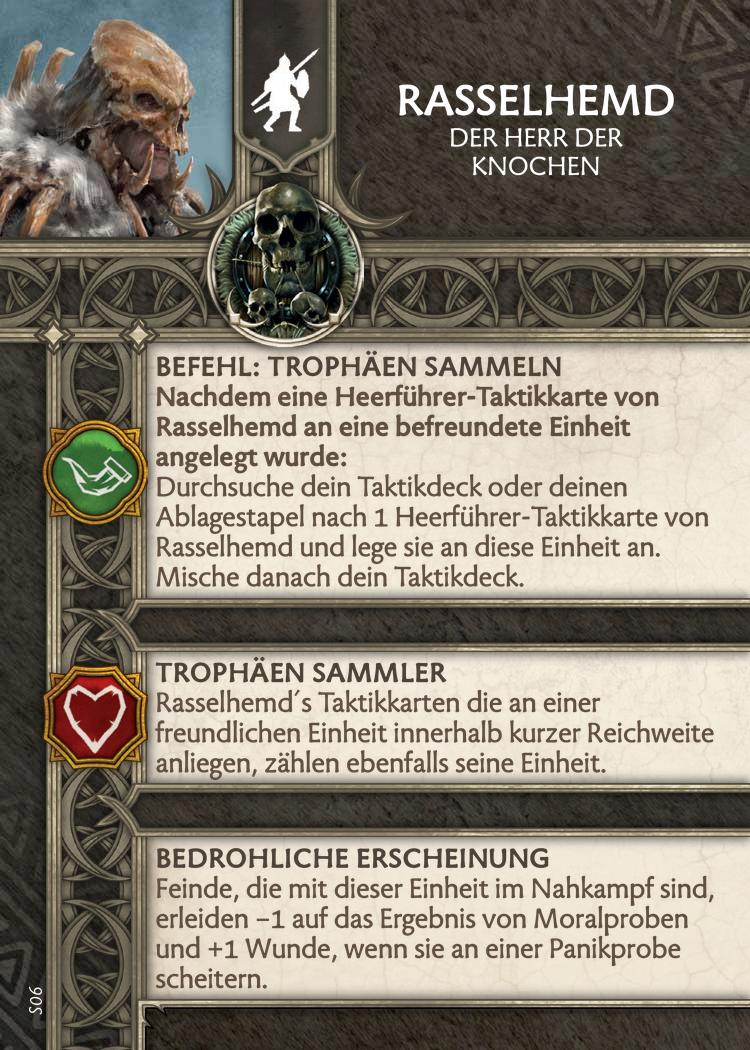 RASSELHEMD
DER HERR DER
KNOCHEN
BEFEHL: TROPHÄEN SAMMELN
Nachdem eine Heerführer-Taktikkarte von
Rasselhemd an eine befreundete Einheit
angelegt wurde:
Durchsuche dein Taktikdeck oder deinen
Ablagestapel nach 1 Heerführer-Taktikkarte von
Rasselhemd und lege sie an diese Einheit an.
Mische danach dein Taktikdeck.
TROPHÄEN SAMMLER
Rasselhemd´s Taktikkarten die an einer
freundlichen Einheit innerhalb kurzer Reichweite
anliegen, zählen ebenfalls seine Einheit.
BEDROHLICHE ERSCHEINUNG
Feinde, die mit dieser Einheit im Nahkampf sind,
erleiden –1 auf das Ergebnis von Moralproben
und +1 Wunde, wenn sie an einer Panikprobe
scheitern.
S06